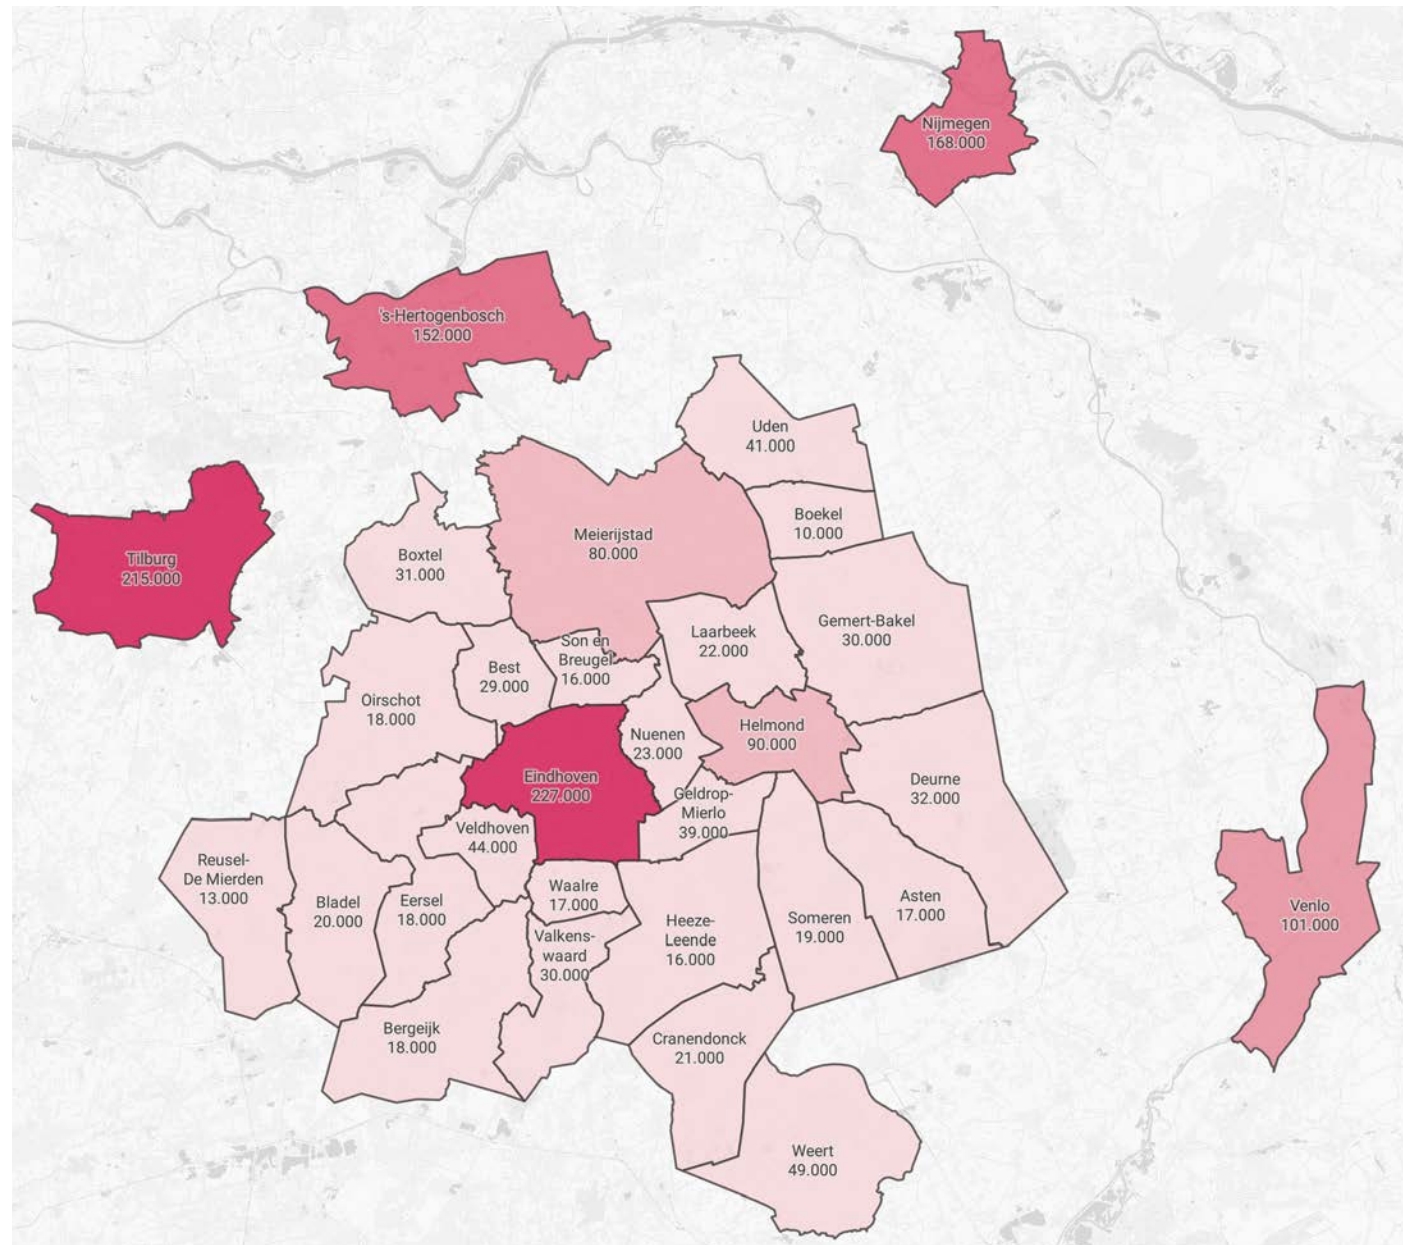 Nijmegen
168.000
's-Hertogenbosch
152.000
Uden
41.000
Boekel
10.000
Meierijstad
80.000
Boxtel
31.000
Tilburg
215.000
Gemert-Bakel
30.000
Laarbeek
22.000
Son en
Breugel
16.000
Best
29.000
Oirschot
18.000
Nuenen
23.000
Helmond
90.000
Eindhoven
227.000
Deurne
32.000
Geldrop-
Mierlo
39.000
Veldhoven
44.000
Reusel-
De Mierden
13.000
Bladel
20.000
Eersel
18.000
Waalre
17.000
Asten
17.000
Venlo
101.000
Someren
19.000
Heeze-
Leende
16.000
Valkens-
waard
30.000
Bergeijk
18.000
Cranendonck
21.000
Weert
49.000